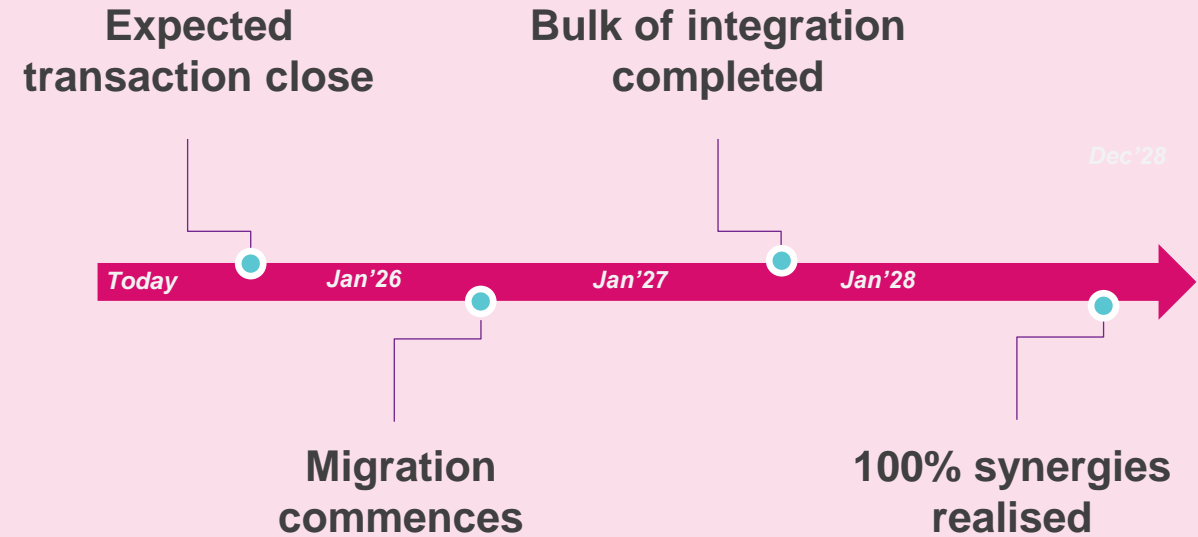 Expected
transaction close
Bulk of integration
completed
Dec’28
Today
Jan’26
Jan’27
Jan’28
Migration
commences
100% synergies
realised